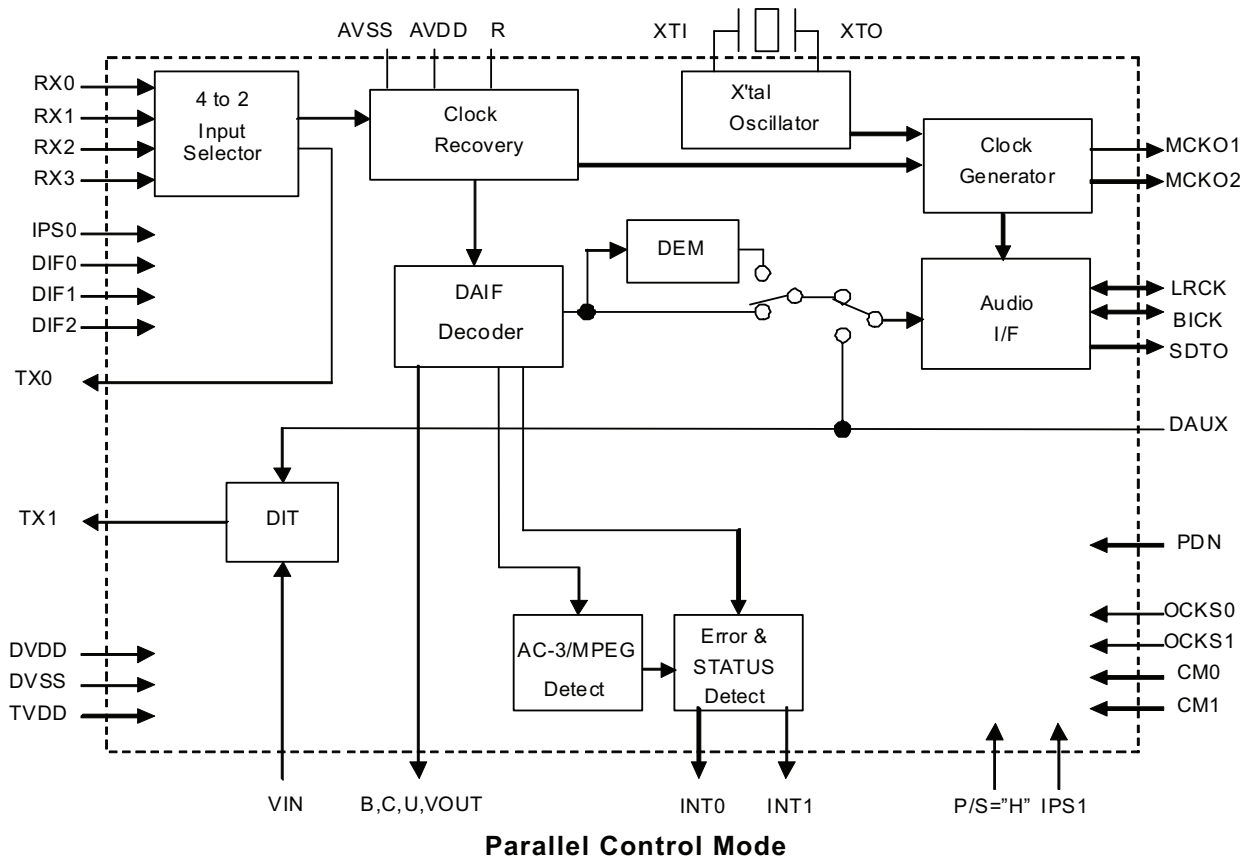 AVSS AVDD R
XTI XTO
RX0
RX1
RX2
RX3
4 to 2
Input
Selector
Clock
Recovery
X'tal
Oscillator
Clock
Generator
MCKO1
MCKO2
IPS0
DIF0
DIF1
DIF2
DEM
DAIF
Decoder
Audio
I/F
LRCK
BICK
SDTO
TX0
DAUX
TX1
DIT
PDN
AC-3/MPEG
Detect
Error &
STATUS
Detect
OCKS0
OCKS1
CM0
CM1
DVDD
DVSS
TVDD
VIN
B,C,U,VOUT
INT0
INT1
P/S=”H”
IPS1
Parallel Control Mode